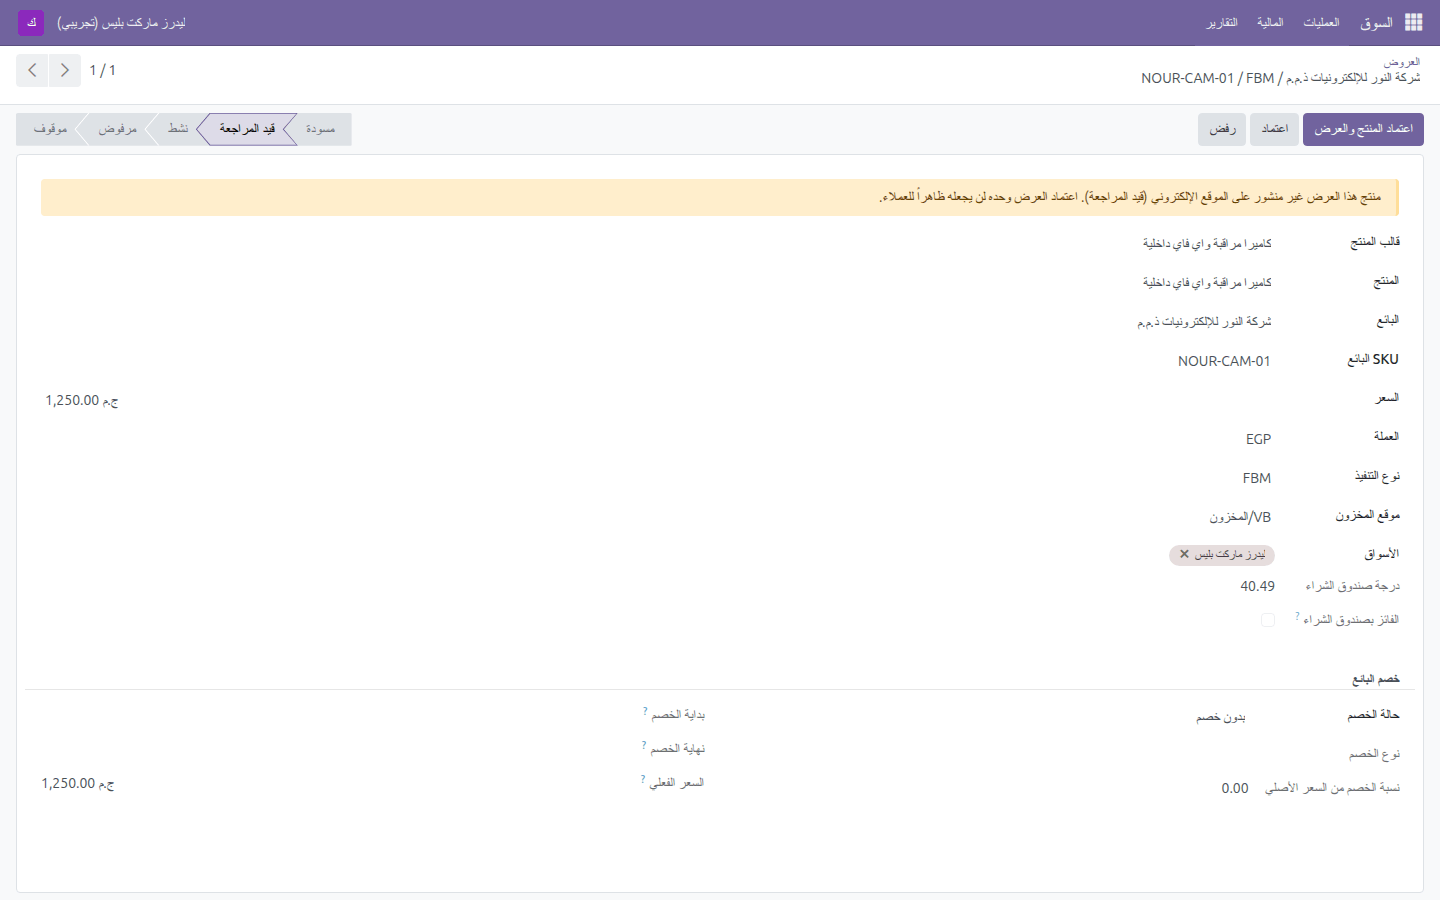 السوق العمليات المالية التقارير ليدرز ماركت بليس (تجريبي) ك
العروض
شركة النور للإلكترونيات ذ.م.م / NOUR-CAM-01 / FBM
1 / 1
اعتماد المنتج والعرض اعتماد رفض مسودة قيد المراجعة نشط مرفوض موقوف
منتج هذا العرض غير منشور على الموقع الإلكتروني (قيد المراجعة). اعتماد العرض وحده لن يجعله ظاهراً للعملاء.
قالب المنتج كاميرا مراقبة واي فاي داخلية
المنتج كاميرا مراقبة واي فاي داخلية
البائع شركة النور للإلكترونيات ذ.م.م
SKU البائع NOUR-CAM-01
السعر 1,250.00 ج.م
العملة EGP
نوع التنفيذ FBM
موقع المخزون VB/المخزون
الأسواق ليدرز ماركت بليس ✕
درجة صندوق الشراء 40.49
الفائز بصندوق الشراء ?
خصم البائع
حالة الخصم بدون خصم بداية الخصم ?
نوع الخصم نهاية الخصم ?
نسبة الخصم من السعر الأصلي 0.00 السعر الفعلي ? 1,250.00 ج.م